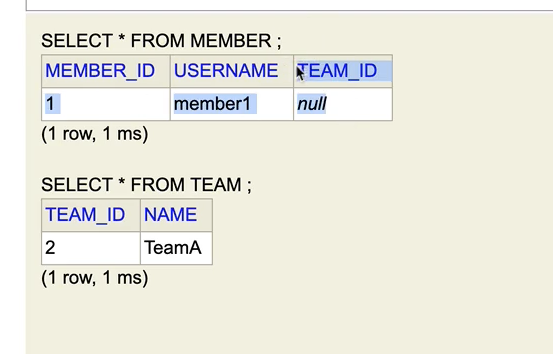 SELECT * FROM MEMBER ;
MEMBER_ID USERNAME TEAM_ID
1 member1 null
(1 row, 1 ms)
SELECT * FROM TEAM ;
TEAM_ID NAME
2 TeamA
(1 row, 1 ms)